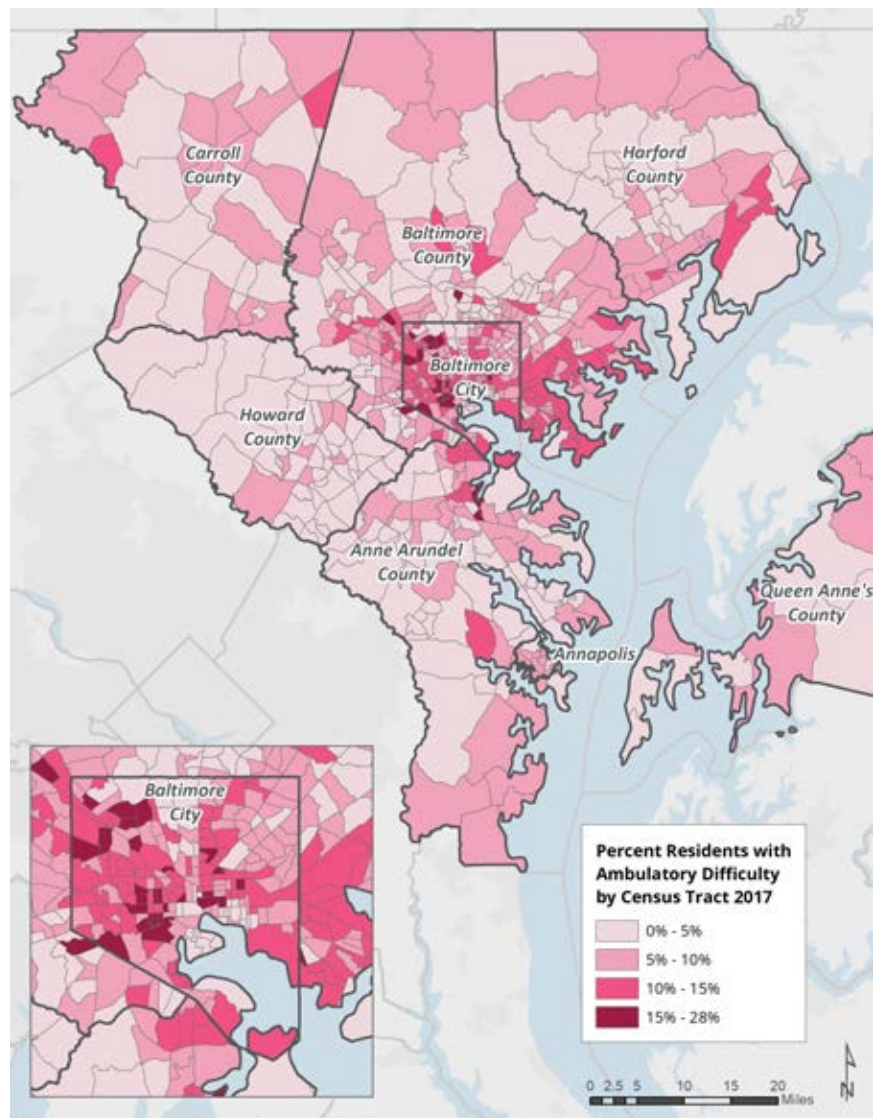 Carroll
County
Harford
County
Baltimore
County
Baltimore
City
Howard
County
Anne Arundel
County
Queen Anne's
County
Annapolis
Baltimore
City
Percent Residents with
Ambulatory Difficulty
by Census Tract 2017
0% - 5%
5% - 10%
10% - 15%
15% - 28%
N
0 2.5 5 10 15 20
Miles